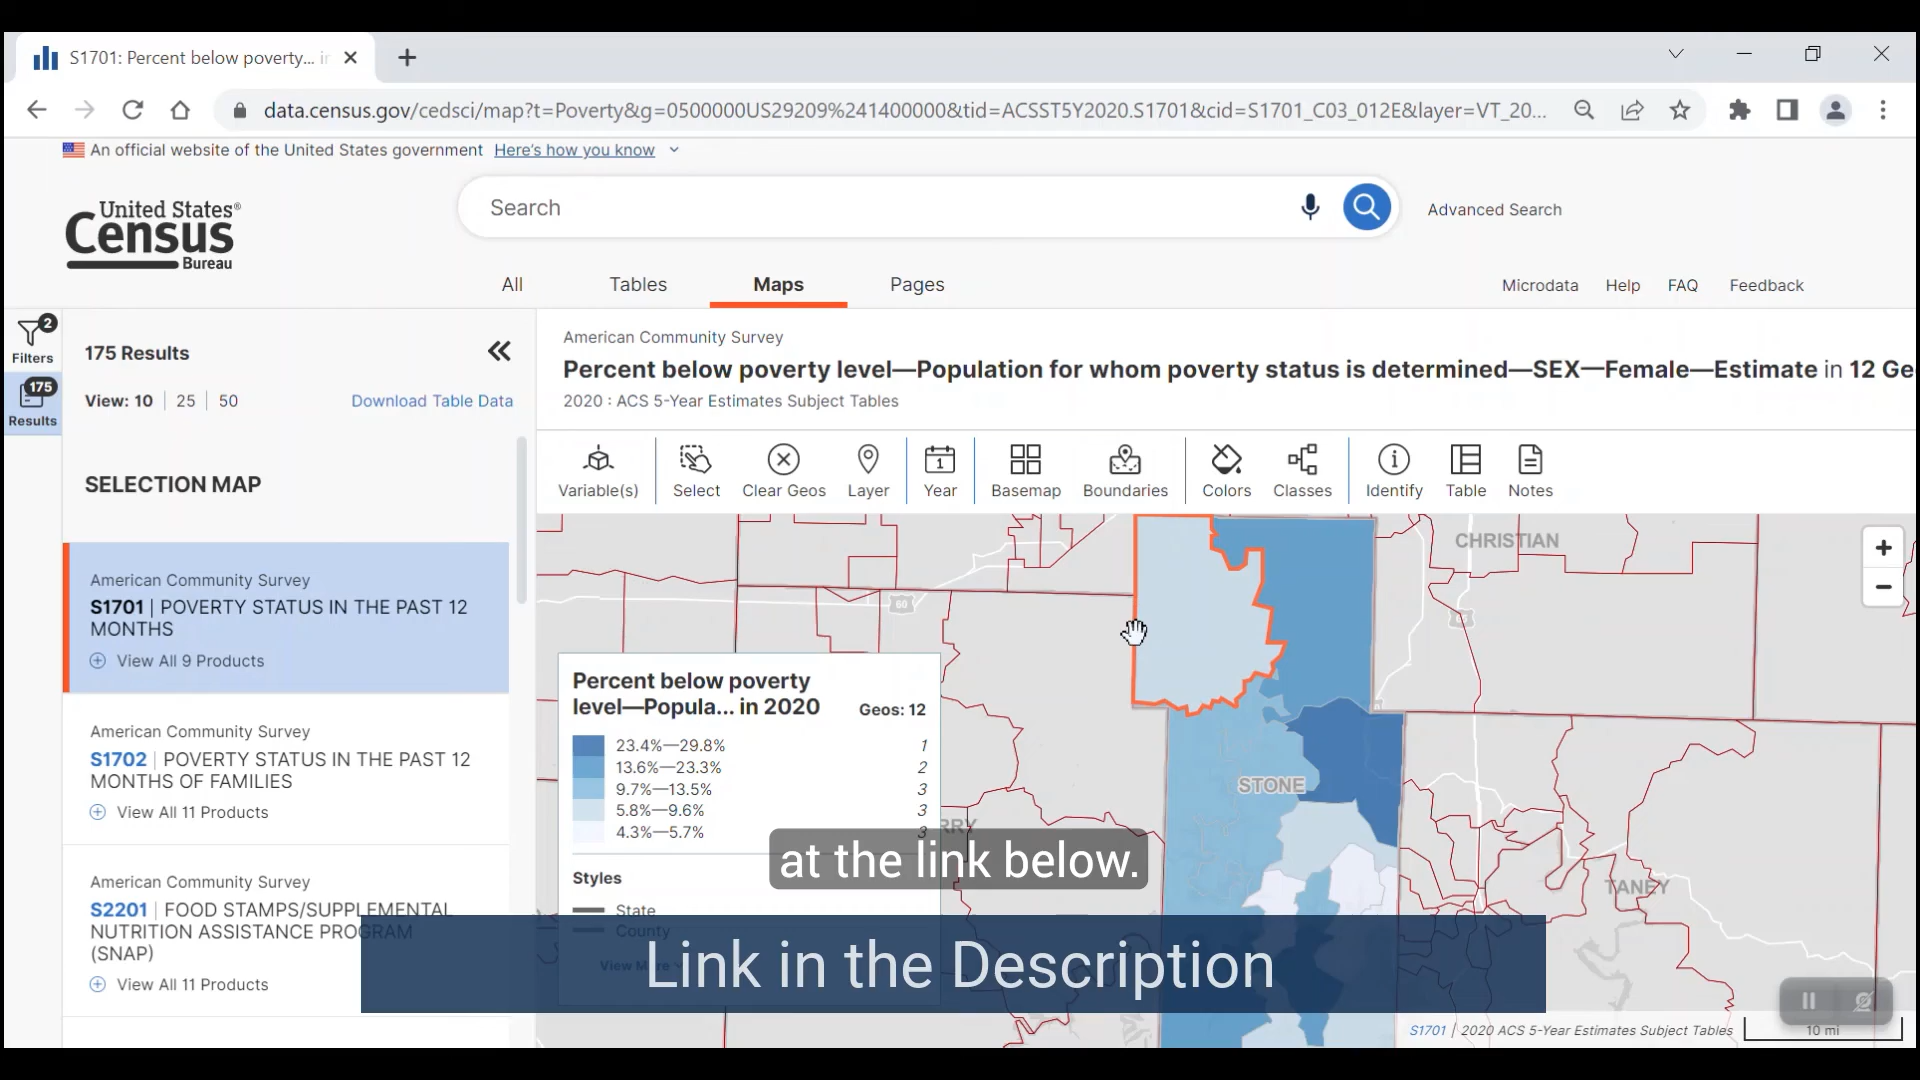 S1701: Percent below poverty... in
data.census.gov/cedsci/map?t=Poverty&g=0500000US29209%241400000&tid=ACSST5Y2020.S1701&cid=S1701_C03_012E&layer=VT_20...
An official website of the United States government Here's how you know
United States®
Census
Bureau
Search
Advanced Search
All Tables Maps Pages
Microdata Help FAQ Feedback
2
Filters
175
Results
175 Results
View: 10 25 50
Download Table Data
SELECTION MAP
American Community Survey
S1701 | POVERTY STATUS IN THE PAST 12
MONTHS
View All 9 Products
American Community Survey
S1702 | POVERTY STATUS IN THE PAST 12
MONTHS OF FAMILIES
View All 11 Products
American Community Survey
S2201 | FOOD STAMPS/SUPPLEMENTAL
NUTRITION ASSISTANCE PROGRAM
(SNAP)
View All 11 Products
American Community Survey
Percent below poverty level—Population for whom poverty status is determined—SEX—Female—Estimate in 12 Ge
2020 : ACS 5-Year Estimates Subject Tables
Variable(s) Select Clear Geos Layer Year Basemap Boundaries Colors Classes Identify Table Notes
1
CHRISTIAN
60
STONE
RRY
TANEY
Percent below poverty
level—Popula... in 2020 Geos: 12
23.4%—29.8% 1
13.6%—23.3% 2
9.7%—13.5% 3
5.8%—9.6% 3
4.3%—5.7% 3
Styles
State
County
View More
at the link below.
Link in the Description
S1701 | 2020 ACS 5-Year Estimates Subject Tables
10 mi